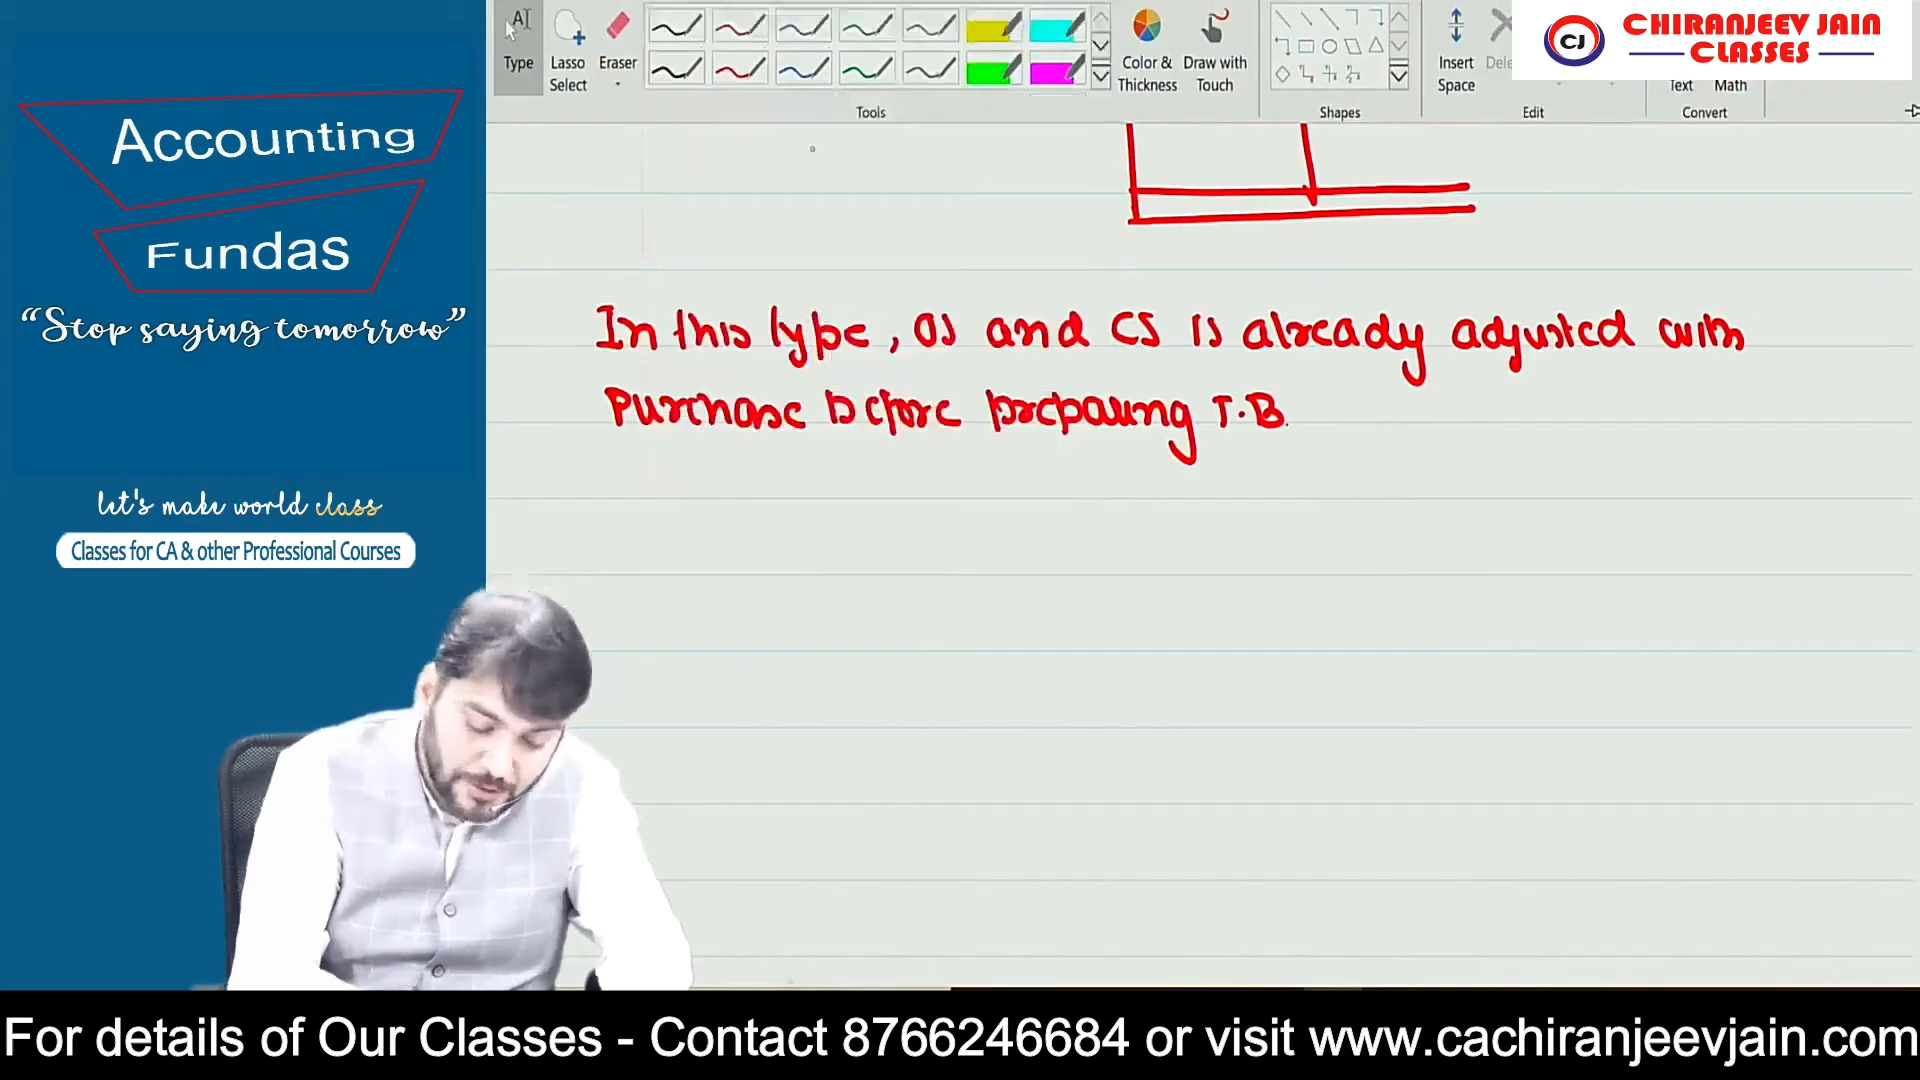 Type
Lasso
Select
Eraser
Tools
Color &
Thickness
Draw with
Touch
Shapes
Insert
Space
Dele
Edit
Text
Math
Convert
CJ
CHIRANJEEV JAIN
CLASSES
Accounting
Fundas
“Stop saying tomorrow”
let's make world class
Classes for CA & other Professional Courses
In this type, OS and CS is already adjusted with
Purchase before preparing T.B.
For details of Our Classes - Contact 8766246684 or visit www.cachiranjeevjain.com